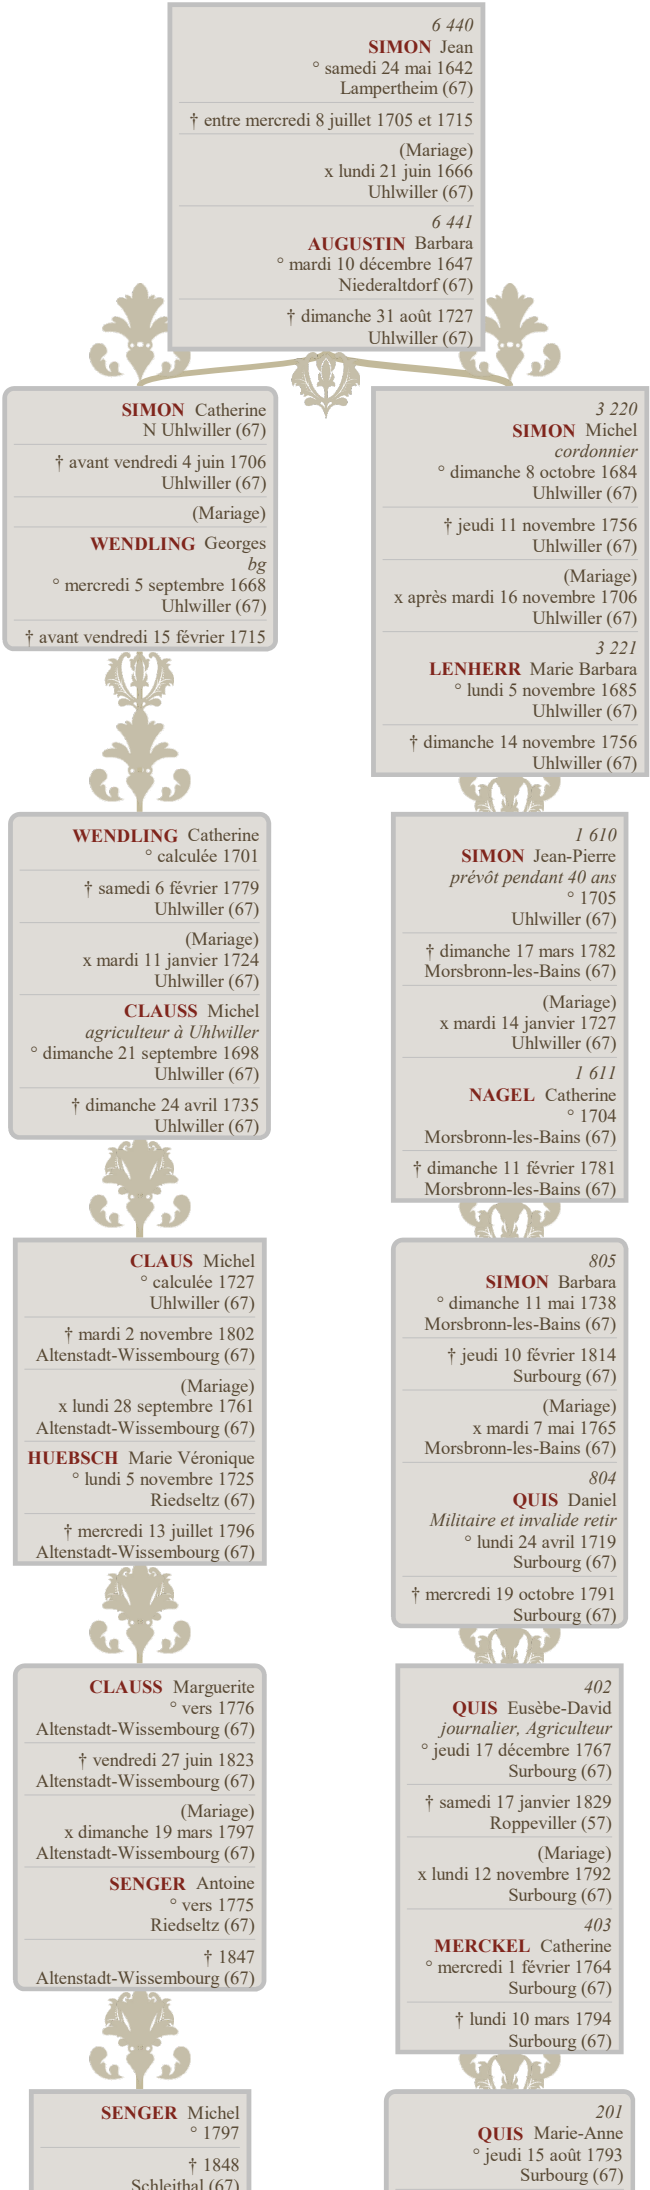 6 440
SIMON Jean
° samedi 24 mai 1642
Lampertheim (67)
† entre mercredi 8 juillet 1705 et 1715
(Mariage)
x lundi 21 juin 1666
Uhlwiller (67)
6 441
AUGUSTIN Barbara
° mardi 10 décembre 1647
Niederaltdorf (67)
† dimanche 31 août 1727
Uhlwiller (67)
SIMON Catherine
N Uhlwiller (67)
† avant vendredi 4 juin 1706
Uhlwiller (67)
(Mariage)
WENDLING Georges
bg
° mercredi 5 septembre 1668
Uhlwiller (67)
† avant vendredi 15 février 1715
3 220
SIMON Michel
cordonnier
° dimanche 8 octobre 1684
Uhlwiller (67)
† jeudi 11 novembre 1756
Uhlwiller (67)
(Mariage)
x après mardi 16 novembre 1706
Uhlwiller (67)
3 221
LENHERR Marie Barbara
° lundi 5 novembre 1685
Uhlwiller (67)
† dimanche 14 novembre 1756
Uhlwiller (67)
WENDLING Catherine
° calculée 1701
† samedi 6 février 1779
Uhlwiller (67)
(Mariage)
x mardi 11 janvier 1724
Uhlwiller (67)
CLAUSS Michel
agriculteur à Uhlwiller
° dimanche 21 septembre 1698
Uhlwiller (67)
† dimanche 24 avril 1735
Uhlwiller (67)
1 610
SIMON Jean-Pierre
prévôt pendant 40 ans
° 1705
Uhlwiller (67)
† dimanche 17 mars 1782
Morsbronn-les-Bains (67)
(Mariage)
x mardi 14 janvier 1727
Uhlwiller (67)
1 611
NAGEL Catherine
° 1704
Morsbronn-les-Bains (67)
† dimanche 11 février 1781
Morsbronn-les-Bains (67)
CLAUS Michel
° calculée 1727
Uhlwiller (67)
† mardi 2 novembre 1802
Altenstadt-Wissembourg (67)
(Mariage)
x lundi 28 septembre 1761
Altenstadt-Wissembourg (67)
HUEBSCH Marie Véronique
° lundi 5 novembre 1725
Riedseltz (67)
† mercredi 13 juillet 1796
Altenstadt-Wissembourg (67)
805
SIMON Barbara
° dimanche 11 mai 1738
Morsbronn-les-Bains (67)
† jeudi 10 février 1814
Surbourg (67)
(Mariage)
x mardi 7 mai 1765
Morsbronn-les-Bains (67)
804
QUIS Daniel
Militaire et invalide retir
° lundi 24 avril 1719
Surbourg (67)
† mercredi 19 octobre 1791
Surbourg (67)
CLAUSS Marguerite
° vers 1776
Altenstadt-Wissembourg (67)
† vendredi 27 juin 1823
Altenstadt-Wissembourg (67)
(Mariage)
x dimanche 19 mars 1797
Altenstadt-Wissembourg (67)
SENGER Antoine
° vers 1775
Riedseltz (67)
† 1847
Altenstadt-Wissembourg (67)
402
QUIS Eusèbe-David
journalier, Agriculteur
° jeudi 17 décembre 1767
Surbourg (67)
† samedi 17 janvier 1829
Roppeviller (57)
(Mariage)
x lundi 12 novembre 1792
Surbourg (67)
403
MERCKEL Catherine
° mercredi 1 février 1764
Surbourg (67)
† lundi 10 mars 1794
Surbourg (67)
SENGER Michel
° 1797
† 1848
Schleithal (67)
201
QUIS Marie-Anne
° jeudi 15 août 1793
Surbourg (67)